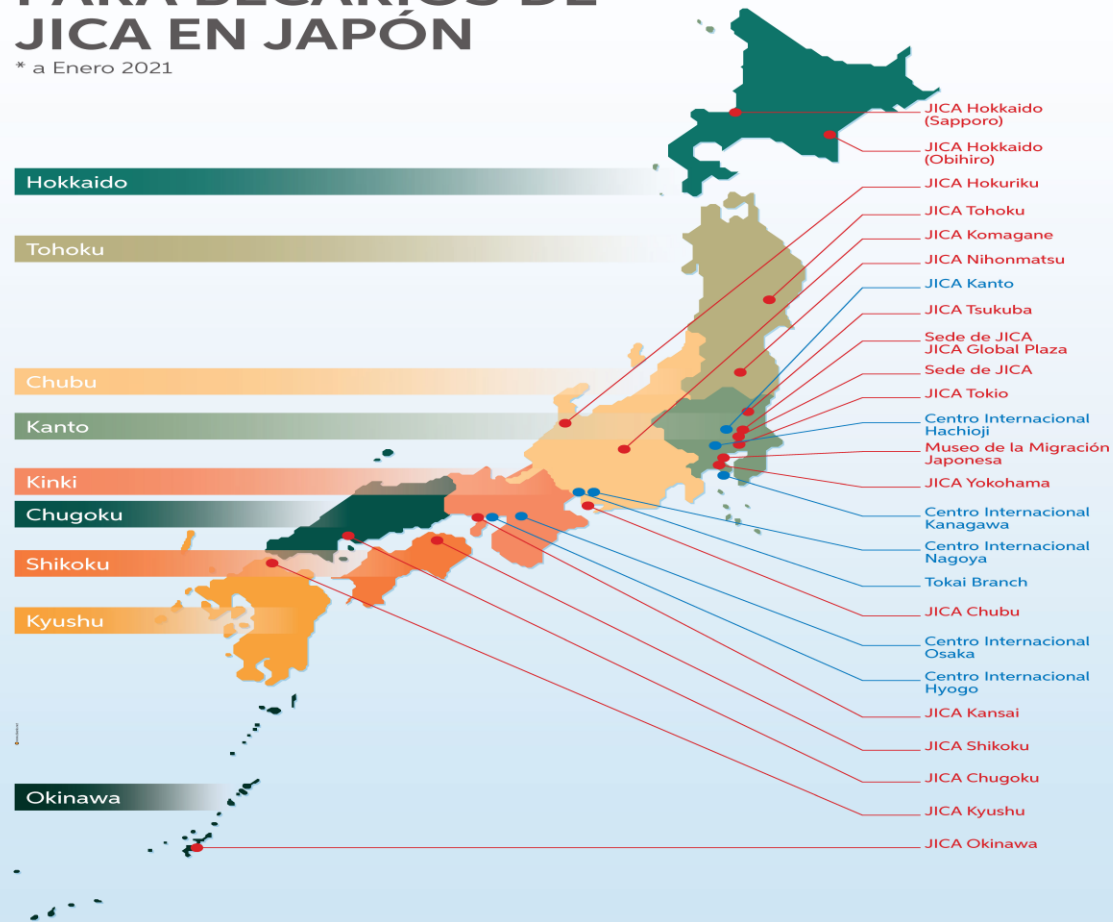 PARA BECARIOS DE
JICA EN JAPÓN
* a Enero 2021
Hokkaido
Tohoku
Chubu
Kanto
Kinki
Chugoku
Shikoku
Kyushu
Okinawa
JICA Hokkaido
(Sapporo)
JICA Hokkaido
(Obihiro)
JICA Hokuriku
JICA Tohoku
JICA Komagane
JICA Nihonmatsu
JICA Kanto
JICA Tsukuba
Sede de JICA
JICA Global Plaza
Sede de JICA
JICA Tokio
Centro Internacional
Hachioji
Museo de la Migración
Japonesa
JICA Yokohama
Centro Internacional
Kanagawa
Centro Internacional
Nagoya
Tokai Branch
JICA Chubu
Centro Internacional
Osaka
Centro Internacional
Hyogo
JICA Kansai
JICA Shikoku
JICA Chugoku
JICA Kyushu
JICA Okinawa